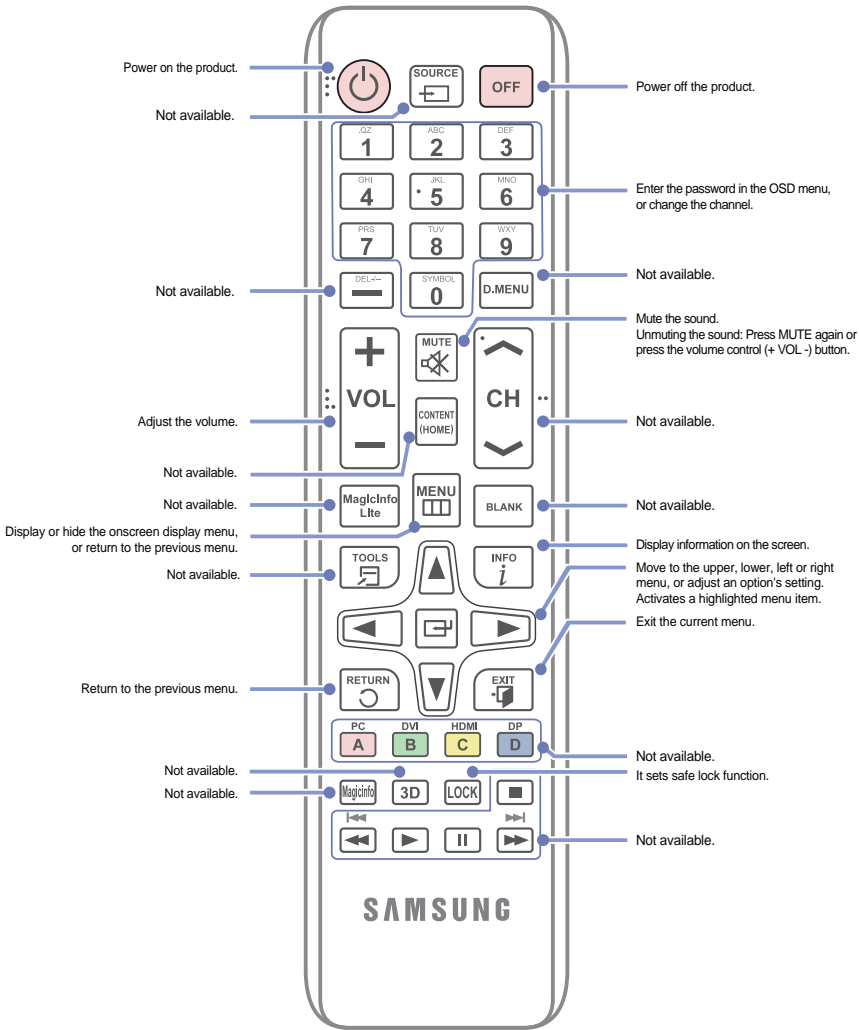 Power on the product.
SOURCE
OFF
Power off the product.
Not available.
.QZ
1
ABC
2
DEF
3
GHI
4
JKL
5
MNO
6
Enter the password in the OSD menu,
or change the channel.
PRS
7
TUV
8
WXY
9
Not available.
DEL-/--
SYMBOL
0
D.MENU
Not available.
Mute the sound.
Unmuting the sound: Press MUTE again or
press the volume control (+ VOL -) button.
MUTE
VOL
CH
Adjust the volume.
CONTENT
(HOME)
Not available.
Not available.
Not available.
MagicInfo
Lite
MENU
BLANK
Not available.
Display or hide the onscreen display menu,
or return to the previous menu.
TOOLS
INFO
i
Display information on the screen.
Not available.
Move to the upper, lower, left or right
menu, or adjust an option's setting.
Activates a highlighted menu item.
Exit the current menu.
RETURN
EXIT
Return to the previous menu.
PC
A
DVI
B
HDMI
C
DP
D
Not available.
Not available.
It sets safe lock function.
Not available.
Magicinfo
3D
LOCK
Not available.
SAMSUNG